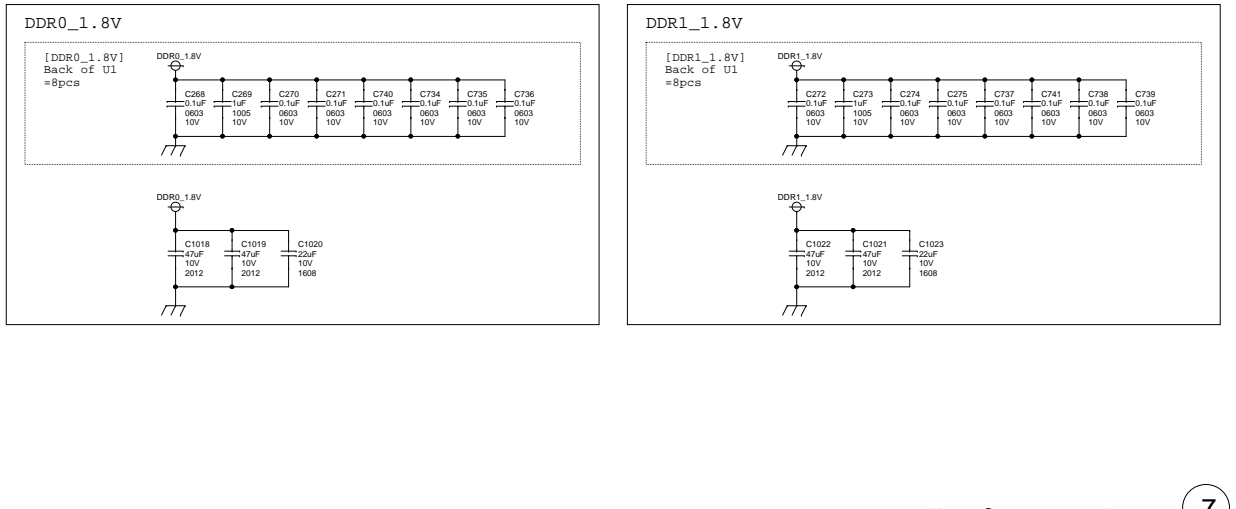 DDR0_1.8V
[DDR0_1.8V]
Back of U1
=8pcs
DDR0_1.8V
C268 C269 C270 C271 C740 C734 C735 C736
0.1uF 1uF 0.1uF 0.1uF 0.1uF 0.1uF 0.1uF 0.1uF
0603 1005 0603 0603 0603 0603 0603 0603
10V 10V 10V 10V 10V 10V 10V 10V
DDR0_1.8V
C1018 C1019 C1020
47uF 47uF 22uF
10V 10V 10V
2012 2012 1608
DDR1_1.8V
[DDR1_1.8V]
Back of U1
=8pcs
DDR1_1.8V
C272 C273 C274 C275 C737 C741 C738 C739
0.1uF 1uF 0.1uF 0.1uF 0.1uF 0.1uF 0.1uF 0.1uF
0603 1005 0603 0603 0603 0603 0603 0603
10V 10V 10V 10V 10V 10V 10V 10V
DDR1_1.8V
C1022 C1021 C1023
47uF 47uF 22uF
10V 10V 10V
2012 2012 1608